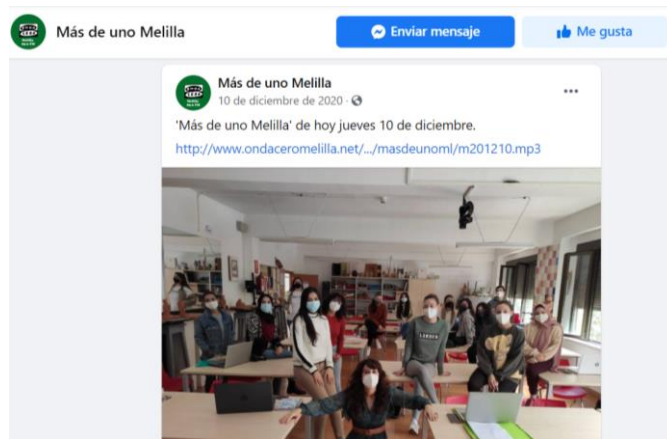 Más de uno Melilla
Enviar mensaje
Me gusta
Más de uno Melilla
10 de diciembre de 2020 ·
'Más de uno Melilla' de hoy jueves 10 de diciembre.
http://www.ondaceromelilla.net/.../masdeunoml/m201210.mp3